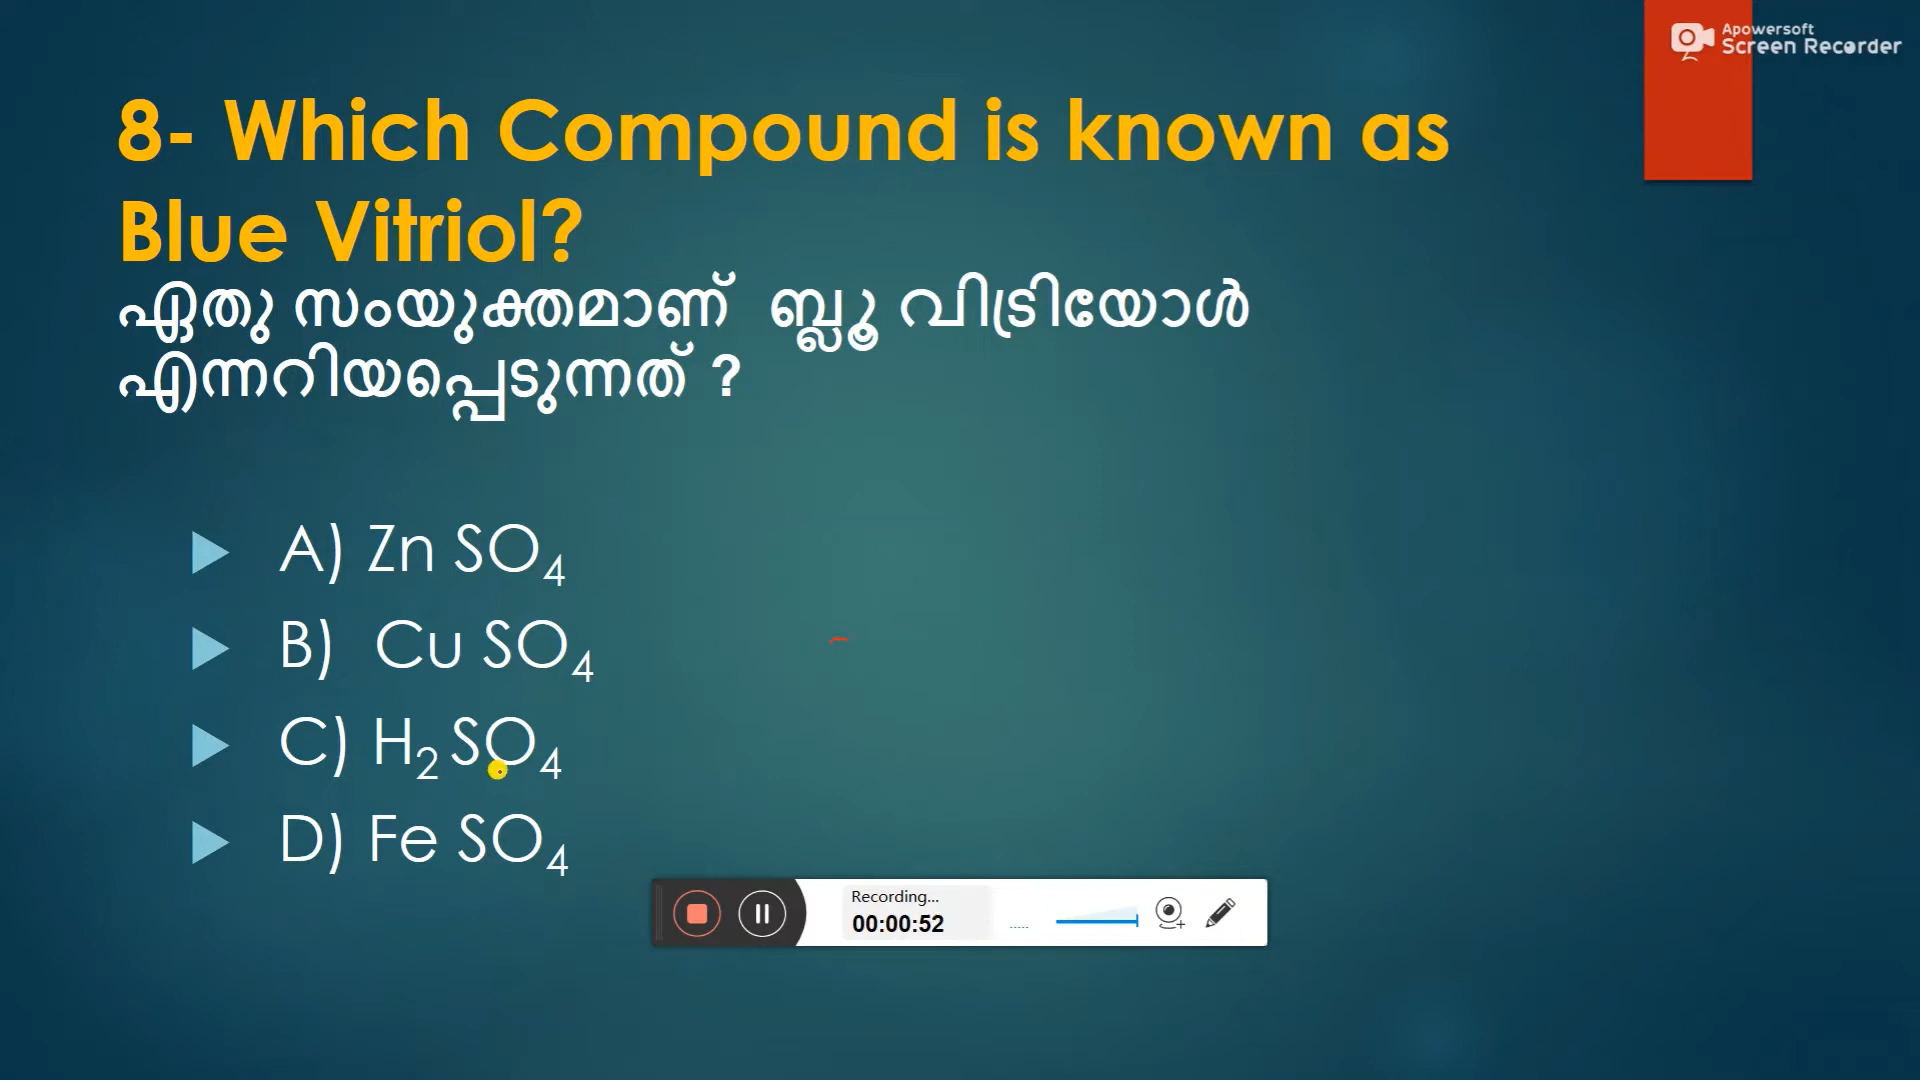 Apowersoft
Screen Recorder
8- Which Compound is known as
Blue Vitriol?
ഏതു സംയുക്തമാണ് ബ്ലൂ വിട്രിയോൾ
എന്നറിയപ്പെടുന്നത് ?
A) Zn SO₄
B) Cu SO₄
C) H₂ SO₄
D) Fe SO₄
Recording...
00:00:52